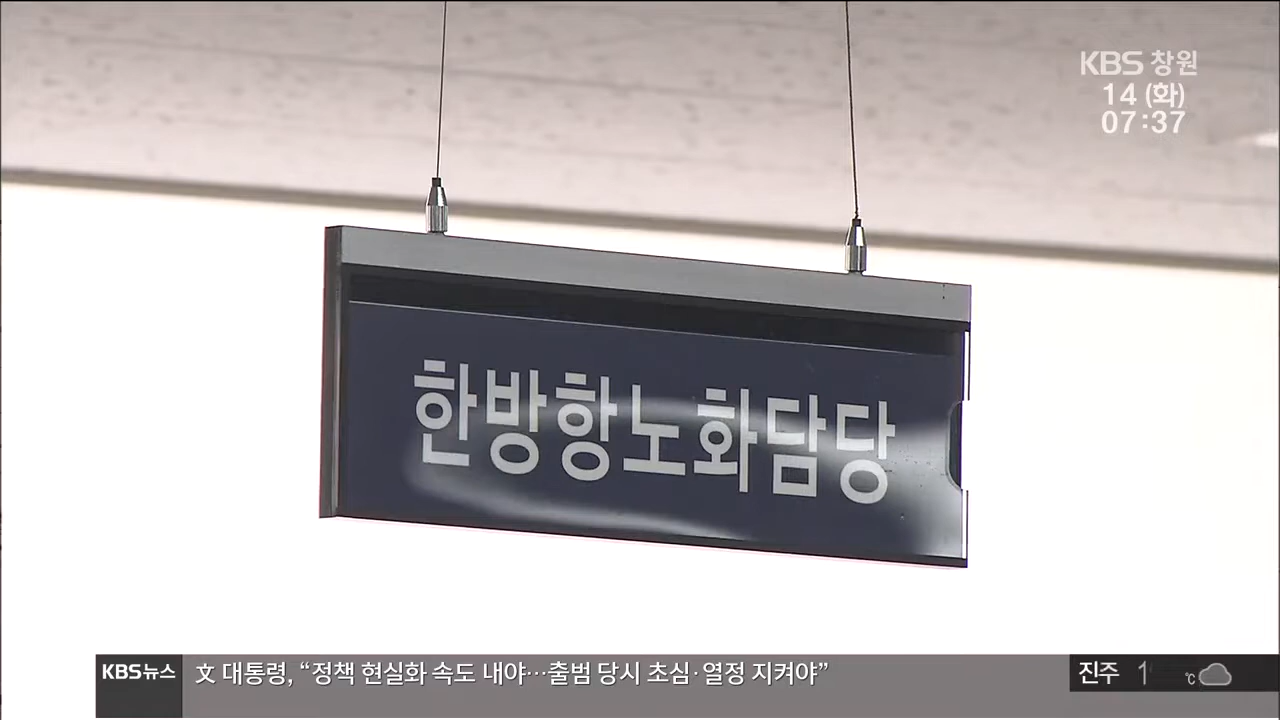 KBS 창원
14 (화)
07:37
한방항노화담당
KBS뉴스 文 대통령, “정책 현실화 속도 내야…출범 당시 초심·열정 지켜야”
진주 1 ℃